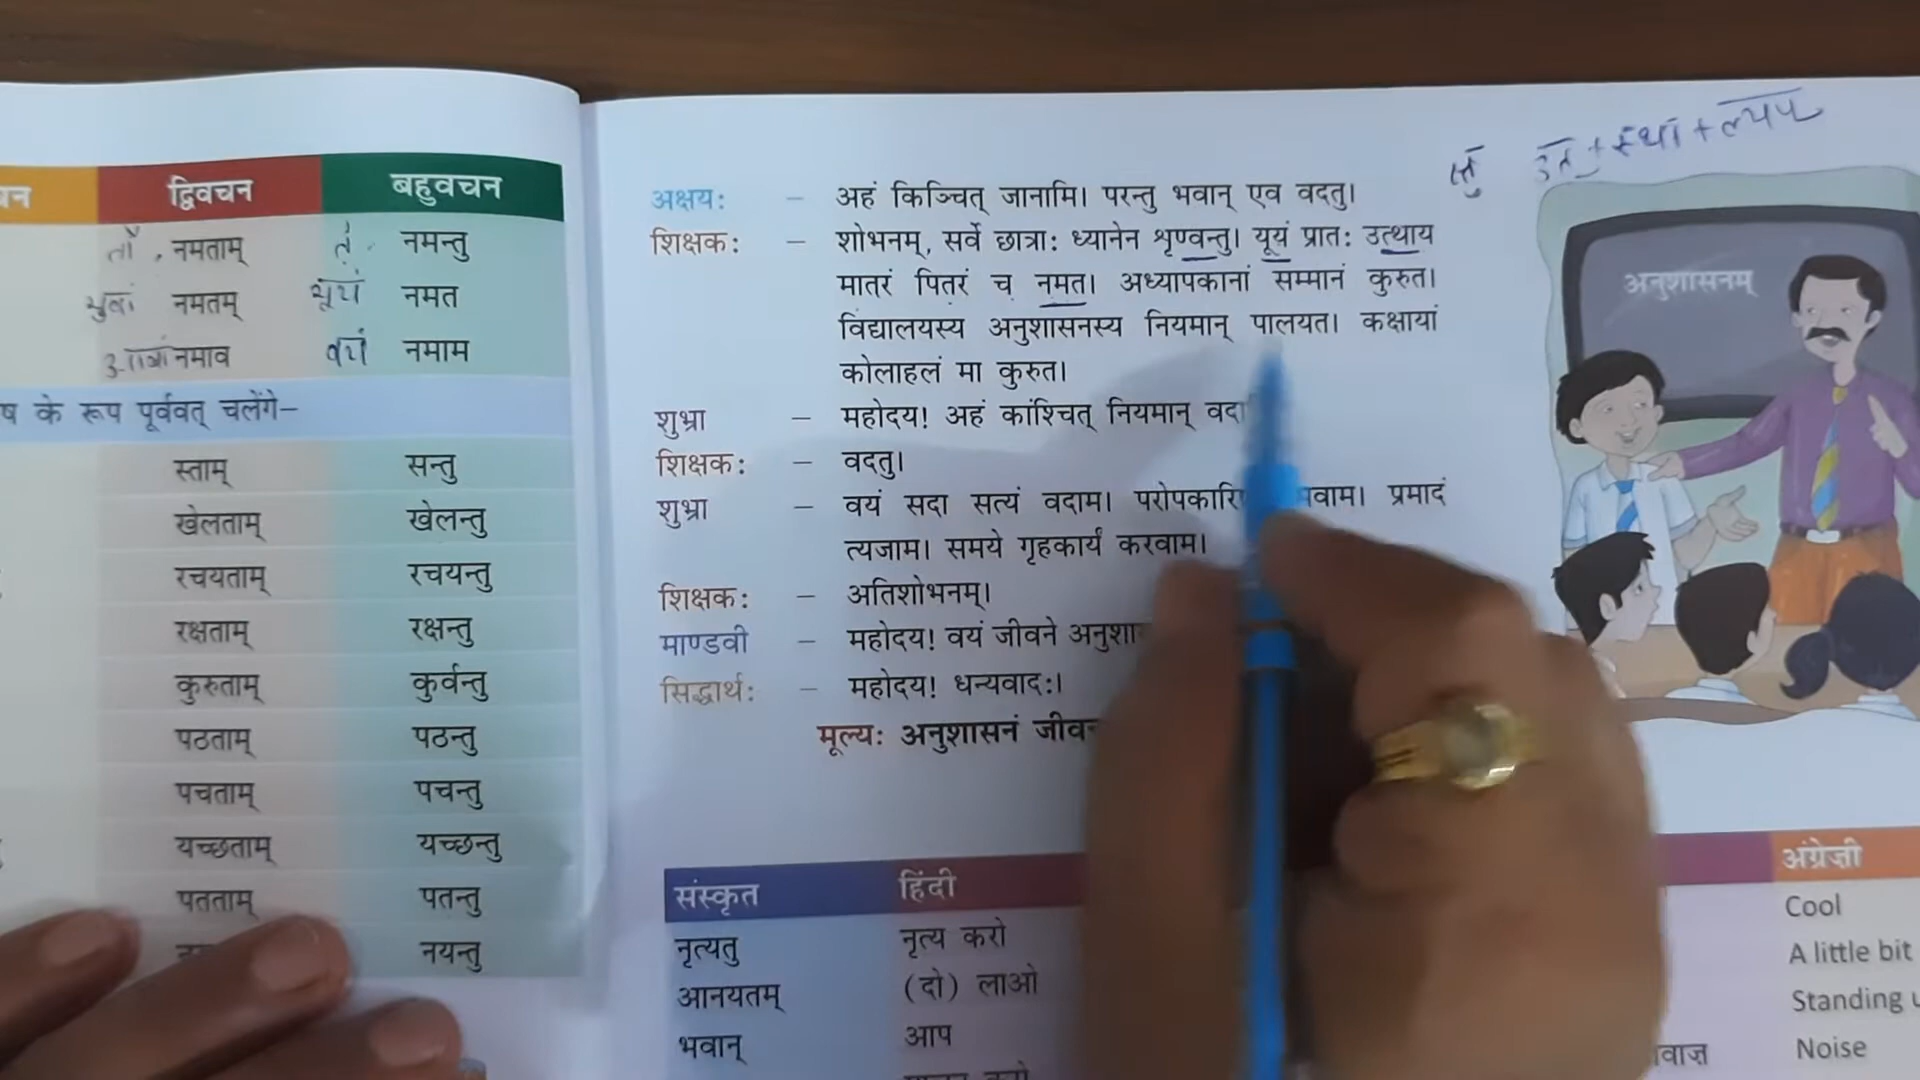 द्विवचन बहुवचन
नमताम् ते नमन्तु
युवां नमतम् यूयं नमत
नमाव वयं नमाम
के रूप पूर्ववत् चलेंगे–
स्ताम् सन्तु
खेलताम् खेलन्तु
रचयताम् रचयन्तु
रक्षताम् रक्षन्तु
कुरुताम् कुर्वन्तु
पठताम् पठन्तु
पचताम् पचन्तु
यच्छताम् यच्छन्तु
पतताम् पतन्तु
नयन्तु
उत् + स्था + ल्यप्
अक्षयः – अहं किञ्चित् जानामि। परन्तु भवान् एव वदतु।
शिक्षकः – शोभनम्, सर्वे छात्राः ध्यानेन शृण्वन्तु। यूयं प्रातः उत्थाय
मातरं पितरं च नमत। अध्यापकानां सम्मानं कुरुत।
विद्यालयस्य अनुशासनस्य नियमान् पालयत। कक्षायां
कोलाहलं मा कुरुत।
शुभ्रा – महोदय! अहं कांश्चित् नियमान्
शिक्षकः – वदतु।
शुभ्रा – वयं सदा सत्यं वदाम। प्रमादं
त्यजाम। समये गृहकार्यं करवाम।
शिक्षकः – अतिशोभनम्।
माण्डवी – महोदय! वयं जीवने
सिद्धार्थः – महोदय! धन्यवादः।
मूल्यः अनुशासनं
अनुशासनम्
संस्कृत हिंदी अंग्रेज़ी
नृत्यतु नृत्य करो Cool
आनयतम् (दो) लाओ A little bit
भवान् आप Standing
Noise